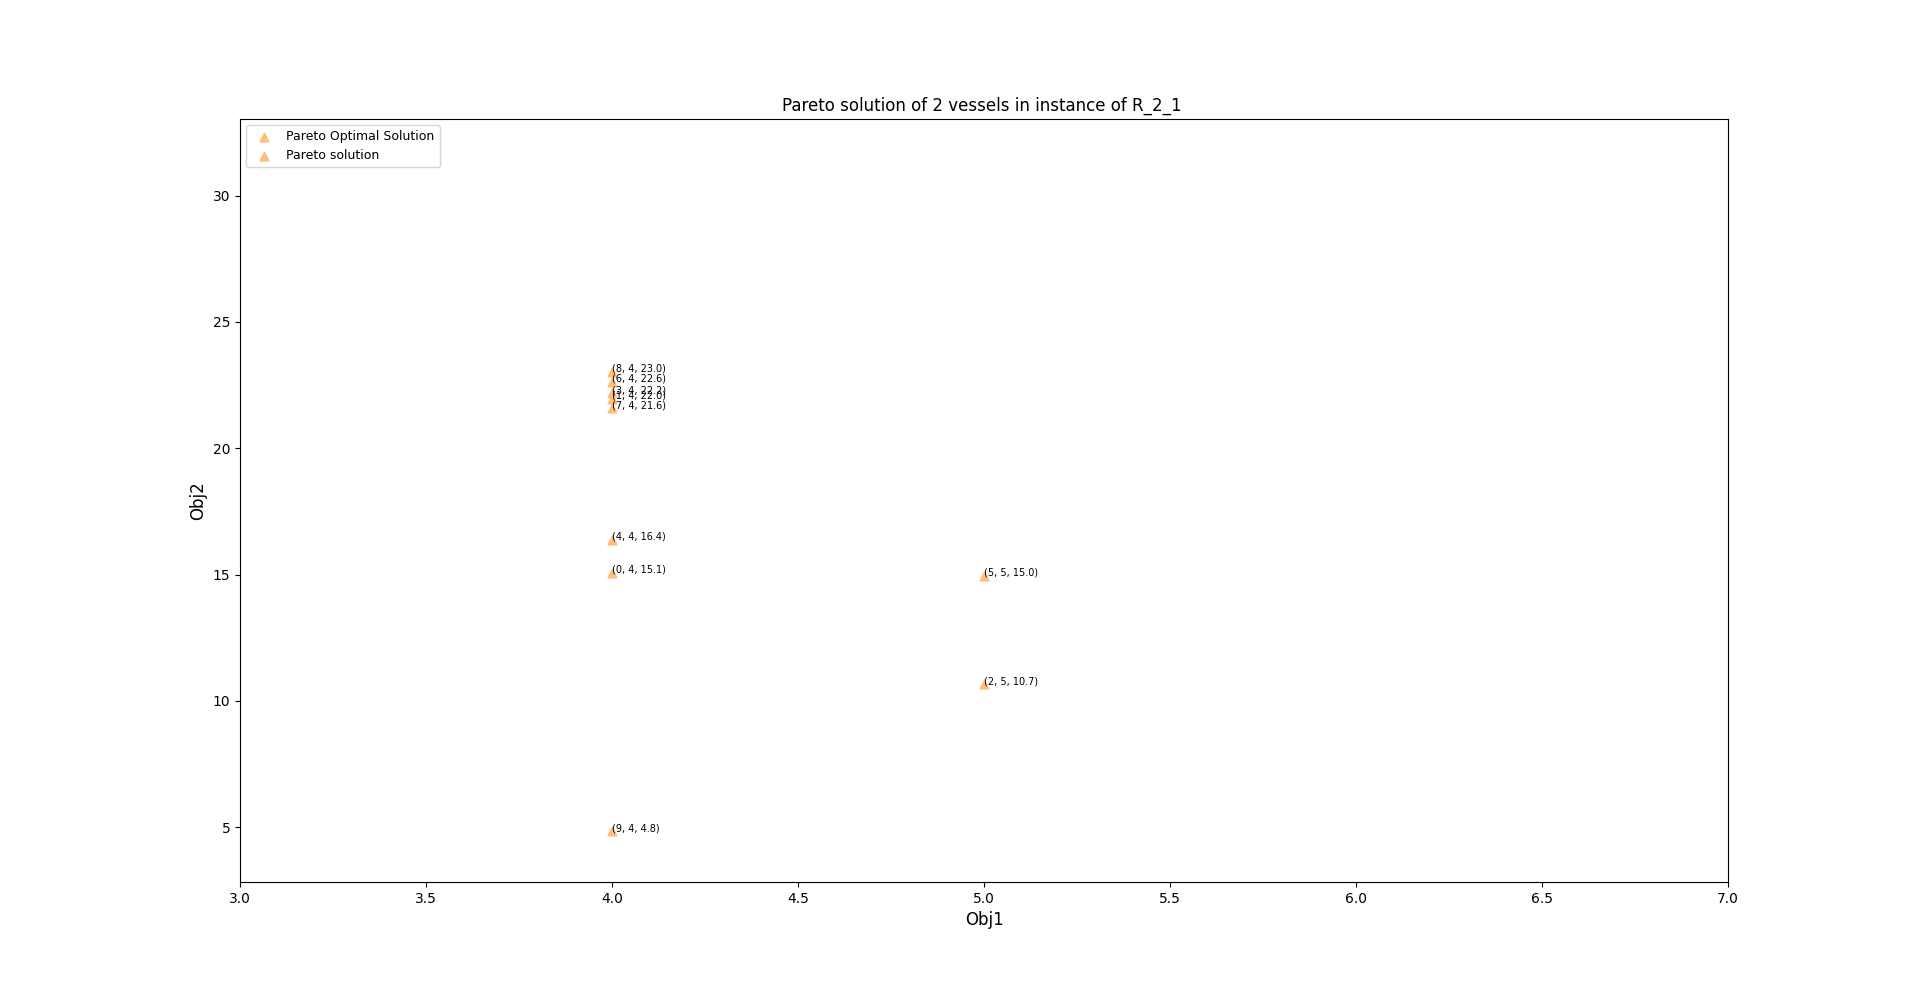 Pareto solution of 2 vessels in instance of R_2_1
Pareto Optimal Solution
Pareto solution
30
25
20
15
10
5
Obj2
(8, 4, 23.0)
(6, 4, 22.6)
(3, 4, 22.2)
(1, 4, 22.0)
(7, 4, 21.6)
(4, 4, 16.4)
(0, 4, 15.1)
(5, 5, 15.0)
(2, 5, 10.7)
(9, 4, 4.8)
3.0 3.5 4.0 4.5 5.0 5.5 6.0 6.5 7.0
Obj1